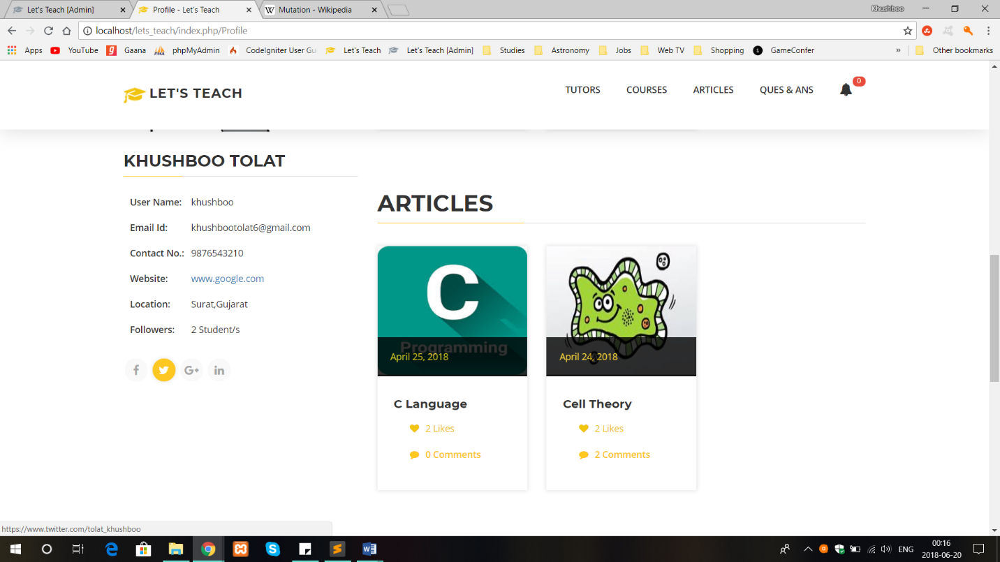 Let's Teach [Admin]
Profile - Let's Teach
W Mutation - Wikipedia
Khushboo
localhost/lets_teach/index.php/Profile
Apps YouTube g Gaana PMA phpMyAdmin CodeIgniter User Gu Let's Teach Let's Teach [Admin] Studies Astronomy Jobs Web TV Shopping GameConfer » Other bookmarks
LET'S TEACH
TUTORS COURSES ARTICLES QUES & ANS 0
KHUSHBOO TOLAT
User Name: khushboo
Email Id: khushbootolat6@gmail.com
Contact No.: 9876543210
Website: www.google.com
Location: Surat,Gujarat
Followers: 2 Student/s
f G+ in
ARTICLES
C
Programming
April 25, 2018
C Language
2 Likes
0 Comments
April 24, 2018
Cell Theory
2 Likes
2 Comments
https://www.twitter.com/tolat_khushboo
ENG
00:16
2018-06-20